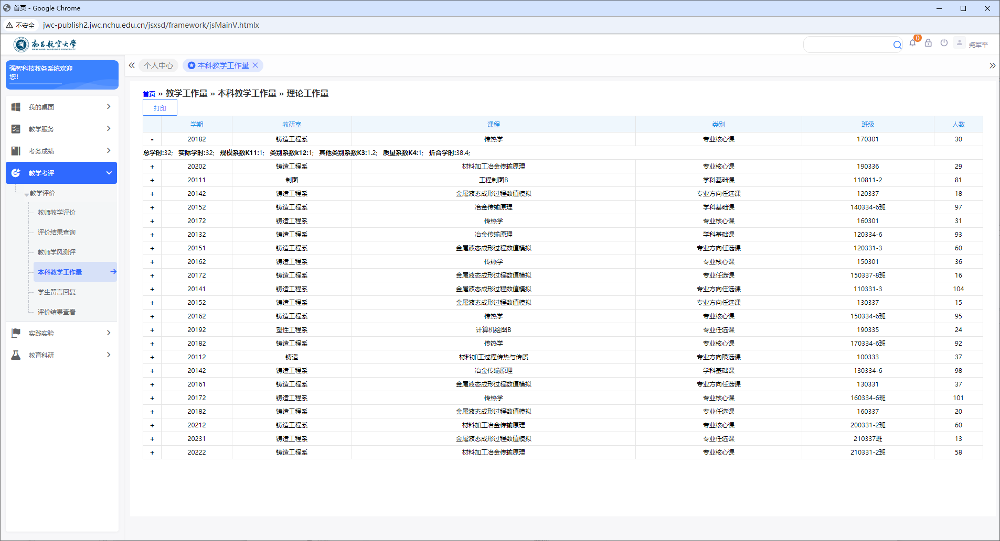 首页 - Google Chrome
不安全 jwc-publish2.jwc.nchu.edu.cn/jsxsd/framework/jsMainV.htmlx
南昌航空大学
NANCHANG HANGKONG UNIVERSITY
0
尧军平
强智科技教务系统欢迎
您!
个人中心 本科教学工作量
我的桌面
教学服务
考务成绩
教学考评
教学评价
教师教学评价
评价结果查询
教师学风测评
本科教学工作量
学生留言回复
评价结果查看
实践实验
教育科研
首页 » 教学工作量 » 本科教学工作量 » 理论工作量
打印
学期 教研室 课程 类别 班级 人数
- 20182 铸造工程系 传热学 专业核心课 170301 30
总学时:32; 实际学时:32; 规模系数K11:1; 类别系数k12:1; 其他类别系数K3:1.2; 质量系数K4:1; 折合学时:38.4;
+ 20202 铸造工程系 材料加工冶金传输原理 专业核心课 190336 29
+ 20111 制图 工程制图B 学科基础课 110811-2 81
+ 20142 铸造工程系 金属液态成形过程数值模拟 专业方向任选课 120337 18
+ 20152 铸造工程系 冶金传输原理 学科基础课 140334-6班 97
+ 20172 铸造工程系 传热学 专业核心课 160301 31
+ 20132 铸造工程系 冶金传输原理 学科基础课 120334-6 93
+ 20151 铸造工程系 金属液态成形过程数值模拟 专业方向任选课 120331-3 60
+ 20162 铸造工程系 传热学 专业核心课 150301 36
+ 20172 铸造工程系 金属液态成形过程数值模拟 专业任选课 150337-8班 16
+ 20141 铸造工程系 金属液态成形过程数值模拟 专业方向任选课 110331-3 104
+ 20152 铸造工程系 金属液态成形过程数值模拟 专业方向任选课 130337 15
+ 20162 铸造工程系 传热学 专业核心课 150334-6班 95
+ 20192 塑性工程系 计算机绘图B 专业任选课 190335 24
+ 20182 铸造工程系 传热学 专业核心课 170334-6班 92
+ 20112 铸造 材料加工过程传热与传质 专业方向限选课 100333 37
+ 20142 铸造工程系 冶金传输原理 学科基础课 130334-6 98
+ 20161 铸造工程系 金属液态成形过程数值模拟 专业方向任选课 130331 37
+ 20172 铸造工程系 传热学 专业核心课 160334-6班 101
+ 20182 铸造工程系 金属液态成形过程数值模拟 专业任选课 160337 20
+ 20212 铸造工程系 材料加工冶金传输原理 专业核心课 200331-2班 60
+ 20231 铸造工程系 金属液态成形过程数值模拟 专业任选课 210337班 13
+ 20222 铸造工程系 材料加工冶金传输原理 专业核心课 210331-2班 58